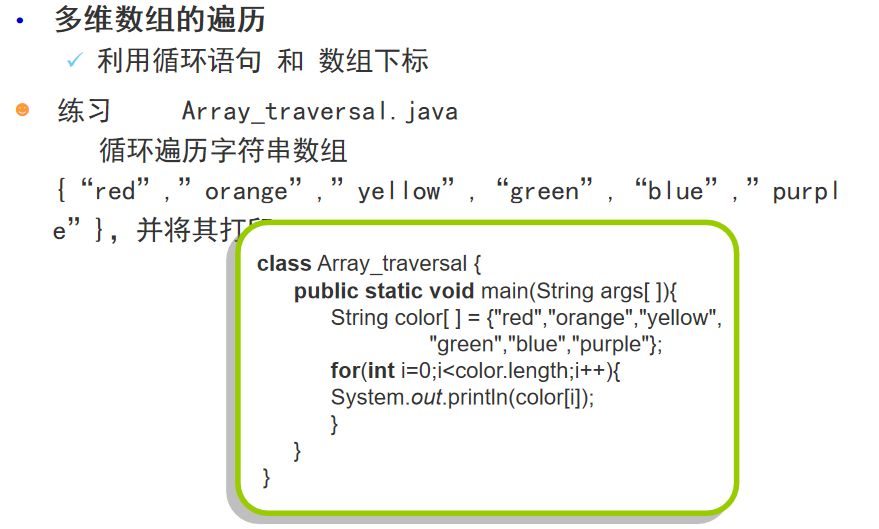 多维数组的遍历
利用循环语句 和 数组下标
练习 Array_traversal.java
循环遍历字符串数组
{“red”,”orange”,”yellow”,“green”,“blue”,”purpl
e”}，并将其打
class Array_traversal {
public static void main(String args[ ]){
String color[ ] = {"red","orange","yellow",
"green","blue","purple"};
for(int i=0;i<color.length;i++){
System.out.println(color[i]);
}
}
}